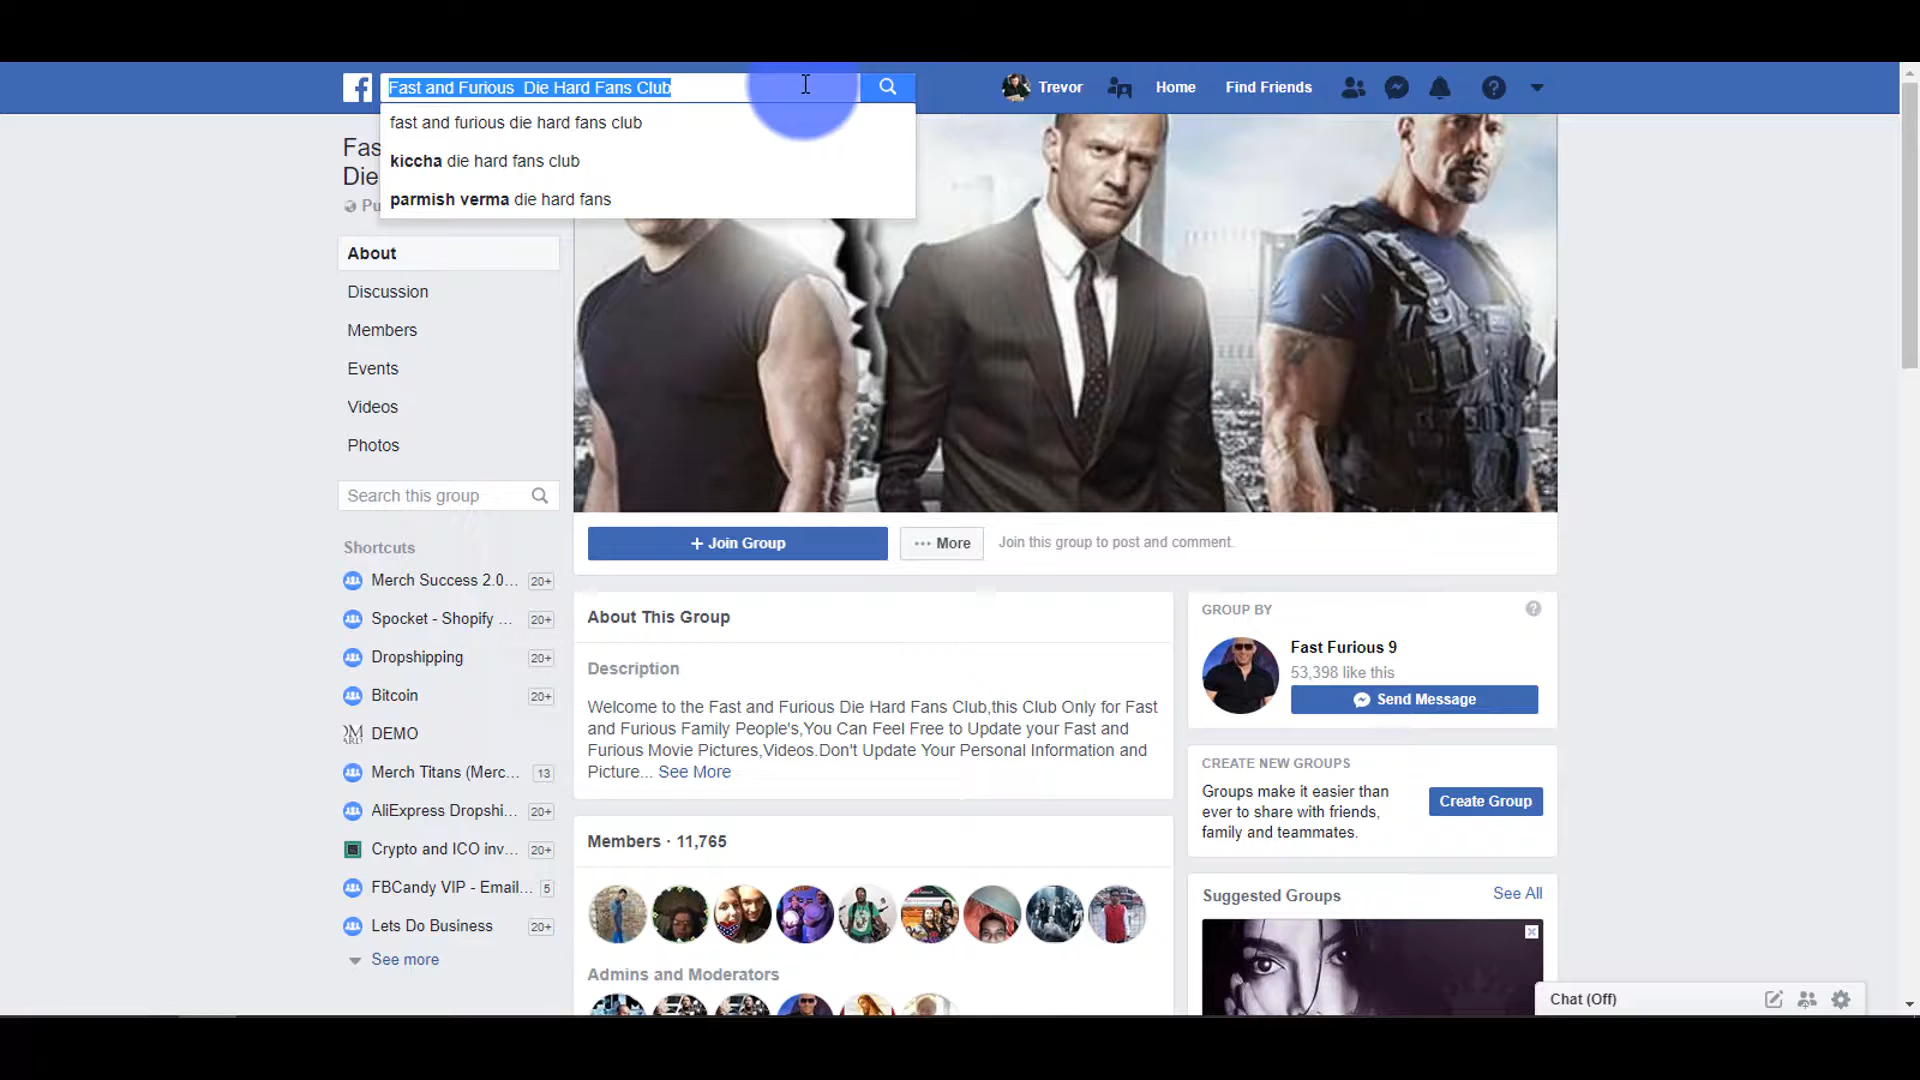 Fast and Furious  Die Hard Fans Club
Trevor
Home
Find Friends
fast and furious die hard fans club
kiccha die hard fans club
parmish verma die hard fans
Fas
Die
Pu
About
Discussion
Members
Events
Videos
Photos
Search this group
Shortcuts
Merch Success 2.0... 20+
Spocket - Shopify ... 20+
Dropshipping 20+
Bitcoin 20+
DEMO
Merch Titans (Merc... 13
AliExpress Dropshi... 20+
Crypto and ICO inv... 20+
FBCandy VIP - Email... 5
Lets Do Business 20+
See more
+ Join Group
... More
Join this group to post and comment.
About This Group
Description
Welcome to the Fast and Furious Die Hard Fans Club,this Club Only for Fast
and Furious Family People's,You Can Feel Free to Update your Fast and
Furious Movie Pictures,Videos.Don't Update Your Personal Information and
Picture... See More
Members · 11,765
Admins and Moderators
GROUP BY
Fast Furious 9
53,398 like this
Send Message
CREATE NEW GROUPS
Groups make it easier than
ever to share with friends,
family and teammates.
Create Group
Suggested Groups
See All
Chat (Off)